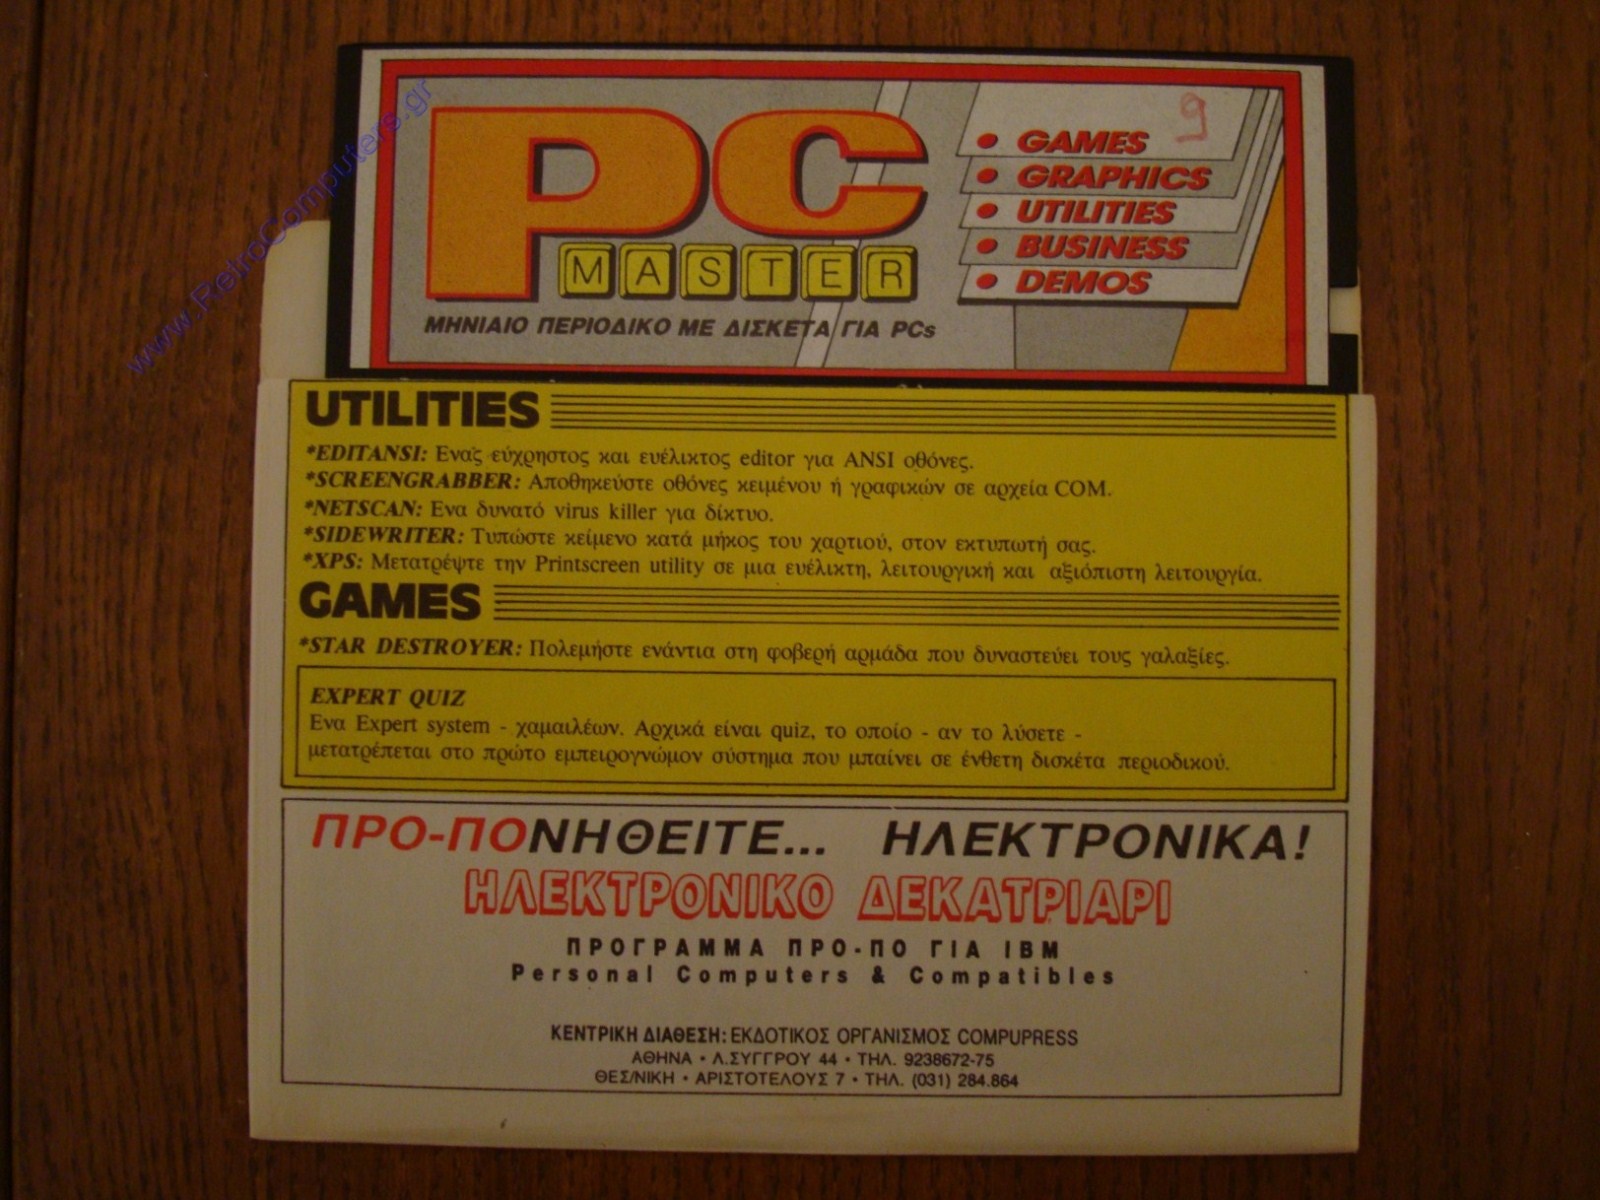 www.RetroComputers.gr
PC
MASTER
ΜΗΝΙΑΙΟ ΠΕΡΙΟΔΙΚΟ ΜΕ ΔΙΣΚΕΤΑ ΓΙΑ PCs
9
• GAMES
• GRAPHICS
• UTILITIES
• BUSINESS
• DEMOS
UTILITIES
*EDITANSI: Ενας εύχρηστος και ευέλικτος editor για ANSI οθόνες.
*SCREENGRABBER: Αποθηκεύστε οθόνες κειμένου ή γραφικών σε αρχεία COM.
*NETSCAN: Ενα δυνατό virus killer για δίκτυο.
*SIDEWRITER: Τυπώστε κείμενο κατά μήκος του χαρτιού, στον εκτυπωτή σας.
*XPS: Μετατρέψτε την Printscreen utility σε μια ευέλικτη, λειτουργική και αξιόπιστη λειτουργία.
GAMES
*STAR DESTROYER: Πολεμήστε ενάντια στη φοβερή αρμάδα που δυναστεύει τους γαλαξίες.
EXPERT QUIZ
Ενα Expert system - χαμαιλέων. Αρχικά είναι quiz, το οποίο - αν το λύσετε -
μετατρέπεται στο πρώτο εμπειρογνώμον σύστημα που μπαίνει σε ένθετη δισκέτα περιοδικού.
ΠΡΟ-ΠΟΝΗΘΕΙΤΕ... ΗΛΕΚΤΡΟΝΙΚΑ!
ΗΛΕΚΤΡΟΝΙΚΟ ΔΕΚΑΤΡΙΑΡΙ
ΠΡΟΓΡΑΜΜΑ ΠΡΟ-ΠΟ ΓΙΑ IBM
Personal Computers & Compatibles
ΚΕΝΤΡΙΚΗ ΔΙΑΘΕΣΗ: ΕΚΔΟΤΙΚΟΣ ΟΡΓΑΝΙΣΜΟΣ COMPUPRESS
ΑΘΗΝΑ • Λ.ΣΥΓΓΡΟΥ 44 • ΤΗΛ. 9238672-75
ΘΕΣ/ΝΙΚΗ • ΑΡΙΣΤΟΤΕΛΟΥΣ 7 • ΤΗΛ. (031) 284.864